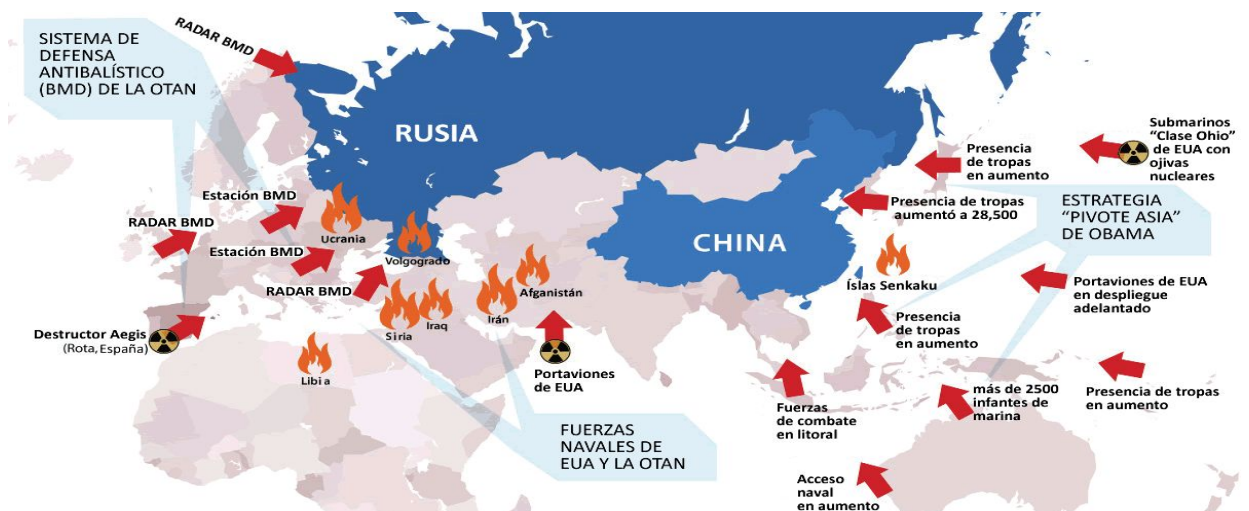 SISTEMA DE
DEFENSA
ANTIBALÍSTICO
(BMD) DE LA OTAN
RADAR BMD
RUSIA
Estación BMD
RADAR BMD
Estación BMD
RADAR BMD
Ucrania
Volgogrado
Destructor Aegis
(Rota, España)
Siria
Iraq
Irán
Afganistán
Libia
Portaviones
de EUA
FUERZAS
NAVALES DE
EUA Y LA OTAN
CHINA
Presencia
de tropas
en aumento
Submarinos
“Clase Ohio”
de EUA con
ojivas
nucleares
Presencia de tropas
aumentó a 28,500
ESTRATEGIA
“PIVOTE ASIA”
DE OBAMA
Íslas Senkaku
Portaviones de EUA
en despliegue
adelantado
Presencia
de tropas
en aumento
Fuerzas
de combate
en litoral
más de 2500
infantes de
marina
Presencia de tropas
en aumento
Acceso
naval
en aumento